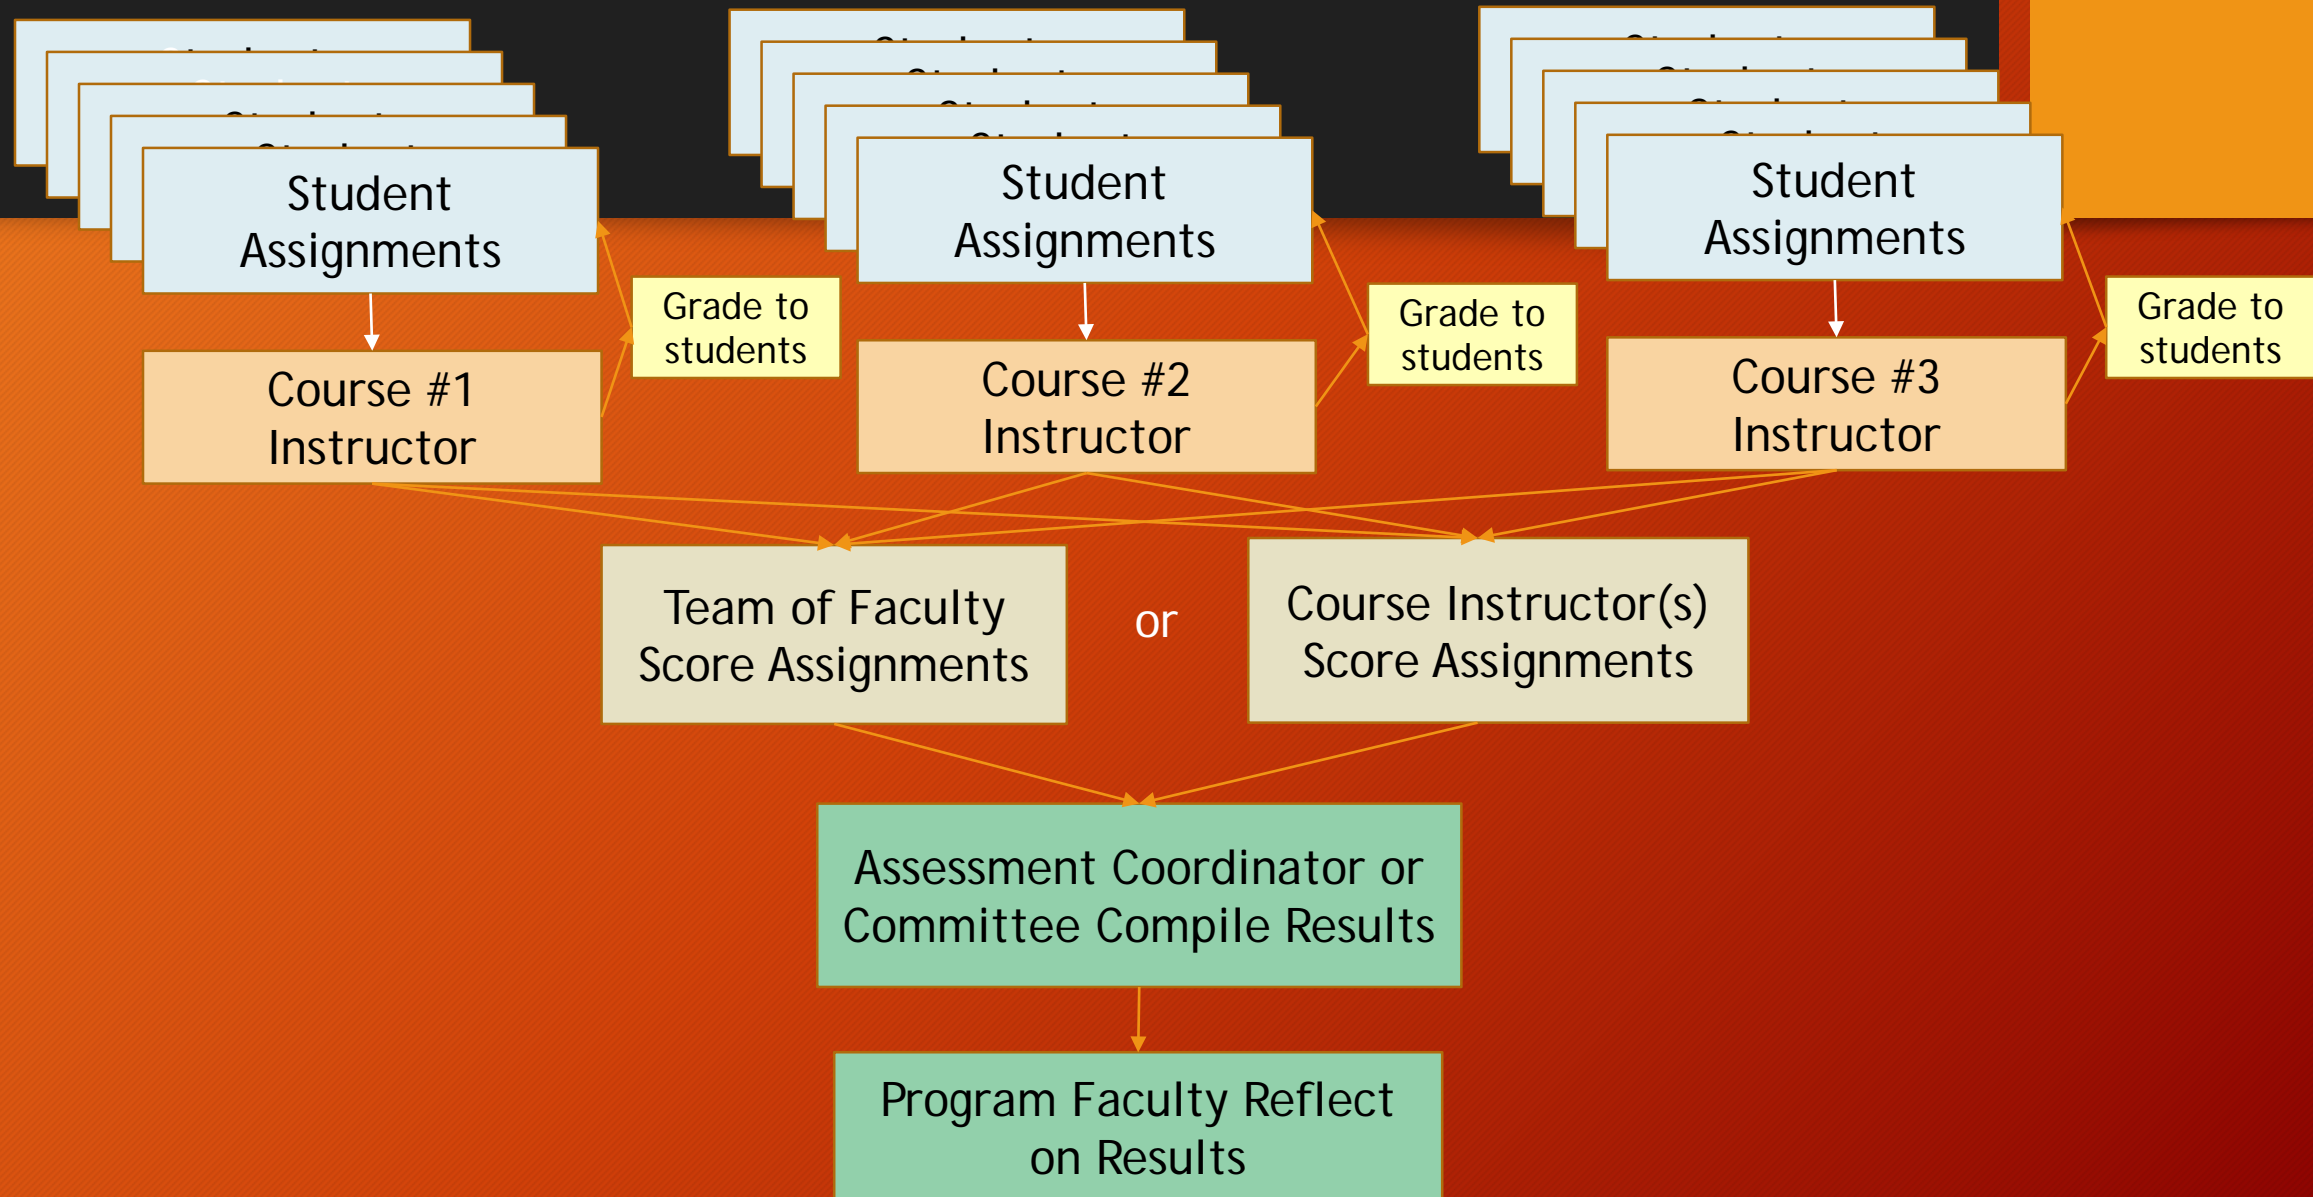 Student
Assignments
Student
Assignments
Student
Assignments
Grade to
students
Grade to
students
Grade to
students
Course #1
Instructor
Course #2
Instructor
Course #3
Instructor
Team of Faculty
Score Assignments
or
Course Instructor(s)
Score Assignments
Assessment Coordinator or
Committee Compile Results
Program Faculty Reflect
on Results